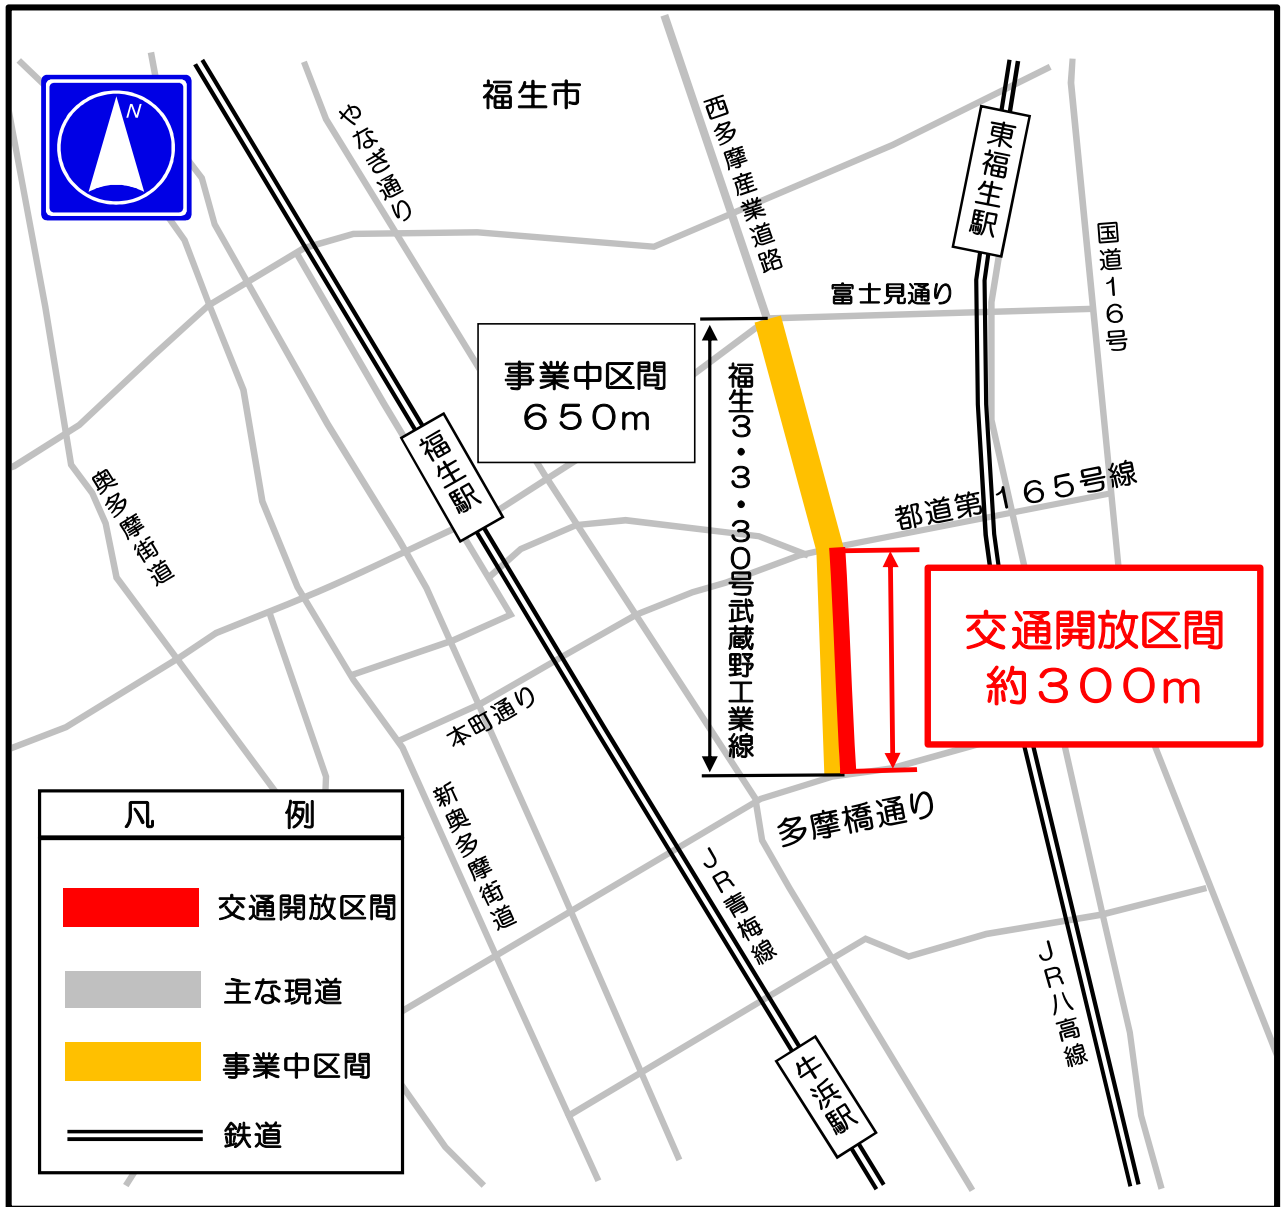 N
福生市
やなぎ通り
西多摩産業道路
東福生駅
国道16号
富士見通り
事業中区間
650m
福生3・3・30号武蔵野工業線
福生駅
奥多摩街道
都道第165号線
交通開放区間
約300m
本町通り
新奥多摩街道
多摩橋通り
JR青梅線
JR八高線
牛浜駅
凡 例
交通開放区間
主な現道
事業中区間
鉄道